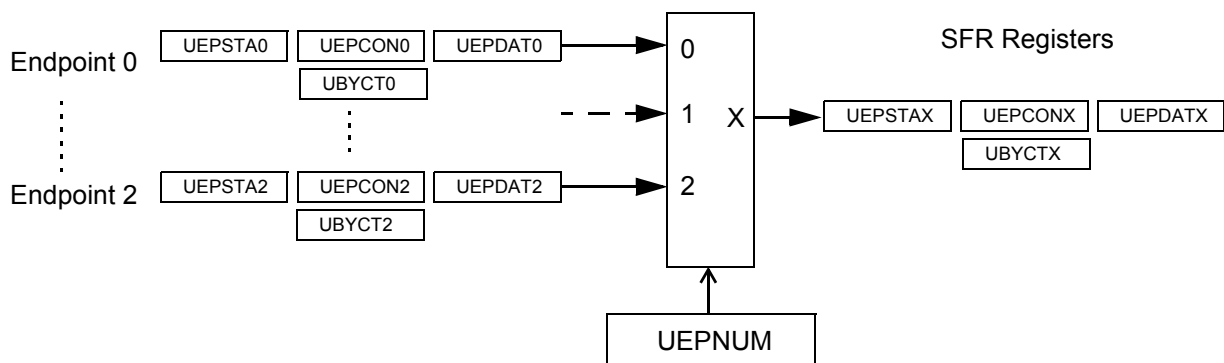 UEPSTA0 UEPCON0 UEPDAT0 0 SFR Registers
Endpoint 0
UBYCT0
1 X UEPSTAX UEPCONX UEPDATX
UBYCTX
Endpoint 2 UEPSTA2 UEPCON2 UEPDAT2 2
UBYCT2
UEPNUM